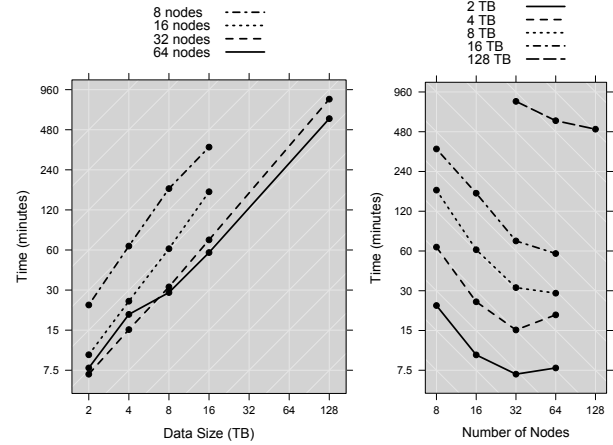 8 nodes
16 nodes
32 nodes
64 nodes
Time (minutes)
960
480
240
120
60
30
15
7.5
2
4
8
16
32
64
128
Data Size (TB)
2 TB
4 TB
8 TB
16 TB
128 TB
Time (minutes)
960
480
240
120
60
30
15
7.5
8
16
32
64
128
Number of Nodes